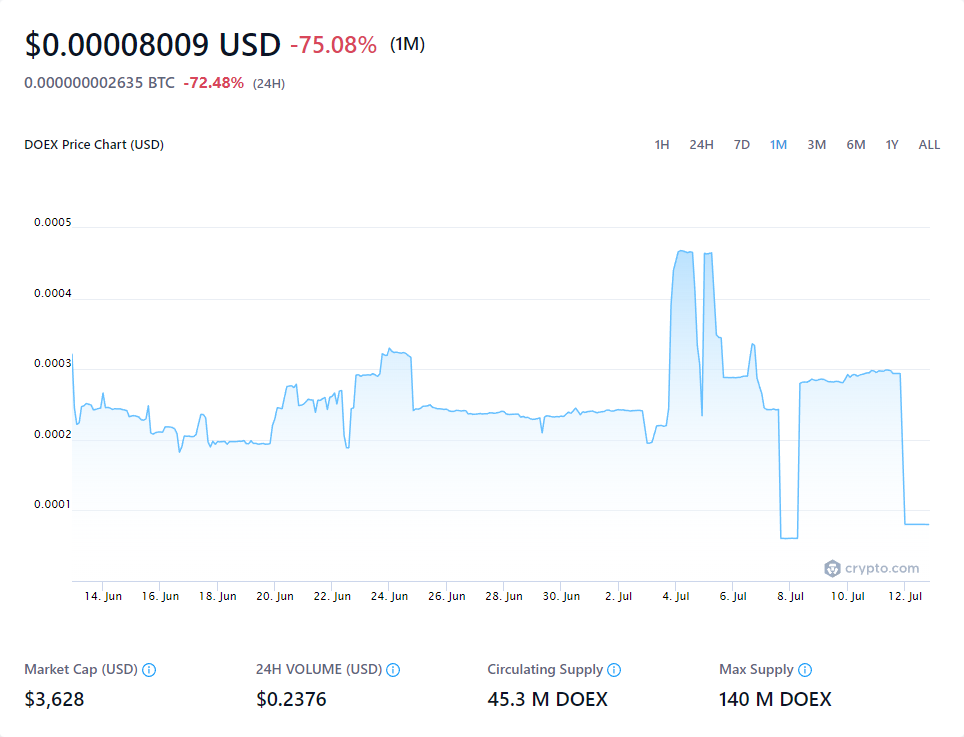 $0.00008009 USD -75.08% (1M)
0.000000002635 BTC -72.48% (24H)
DOEX Price Chart (USD) 1H 24H 7D 1M 3M 6M 1Y ALL
0.0005
0.0004
0.0003
0.0002
0.0001
crypto.com
14. Jun 16. Jun 18. Jun 20. Jun 22. Jun 24. Jun 26. Jun 28. Jun 30. Jun 2. Jul 4. Jul 6. Jul 8. Jul 10. Jul 12. Jul
Market Cap (USD) 24H VOLUME (USD) Circulating Supply Max Supply
$3,628 $0.2376 45.3 M DOEX 140 M DOEX